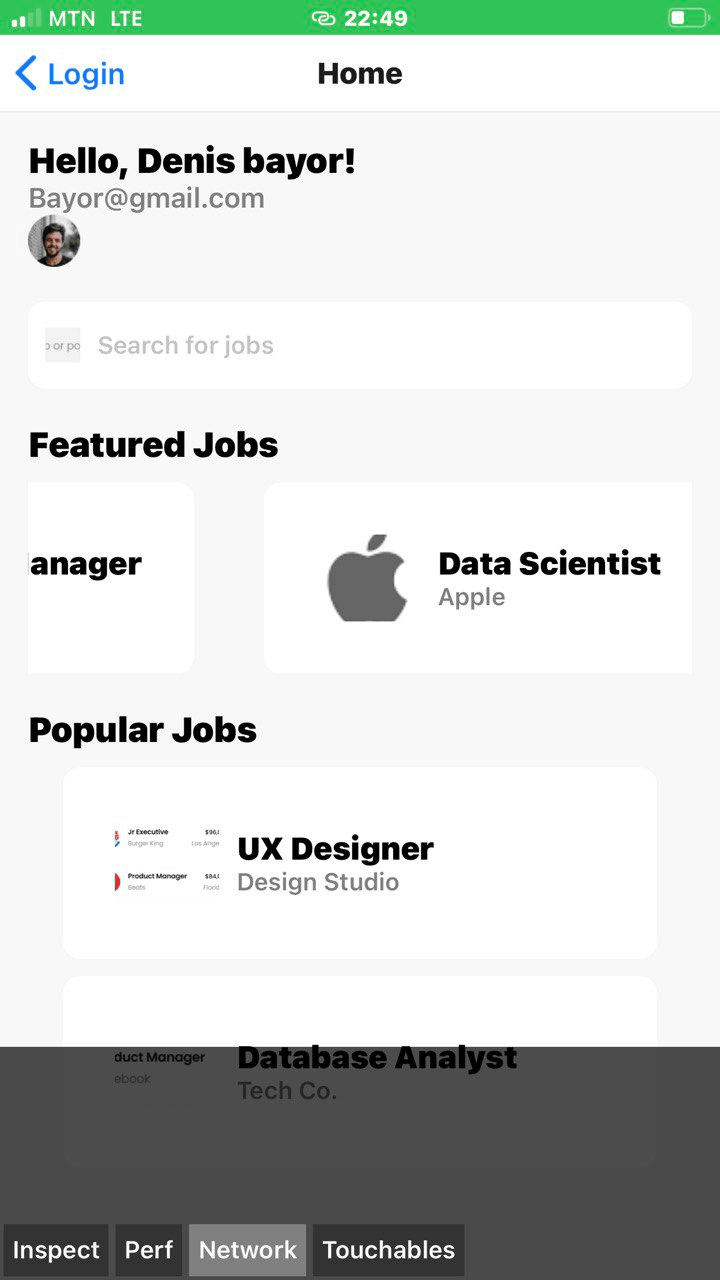 MTN LTE 22:49
Login Home
Hello, Denis bayor!
Bayor@gmail.com
or po Search for jobs
Featured Jobs
anager
Data Scientist
Apple
Popular Jobs
Jr Executive $96,
Burger King Los Ange
Product Manager $84,
Beats Florid
UX Designer
Design Studio
duct Manager
ebook
Database Analyst
Tech Co.
Inspect Perf Network Touchables